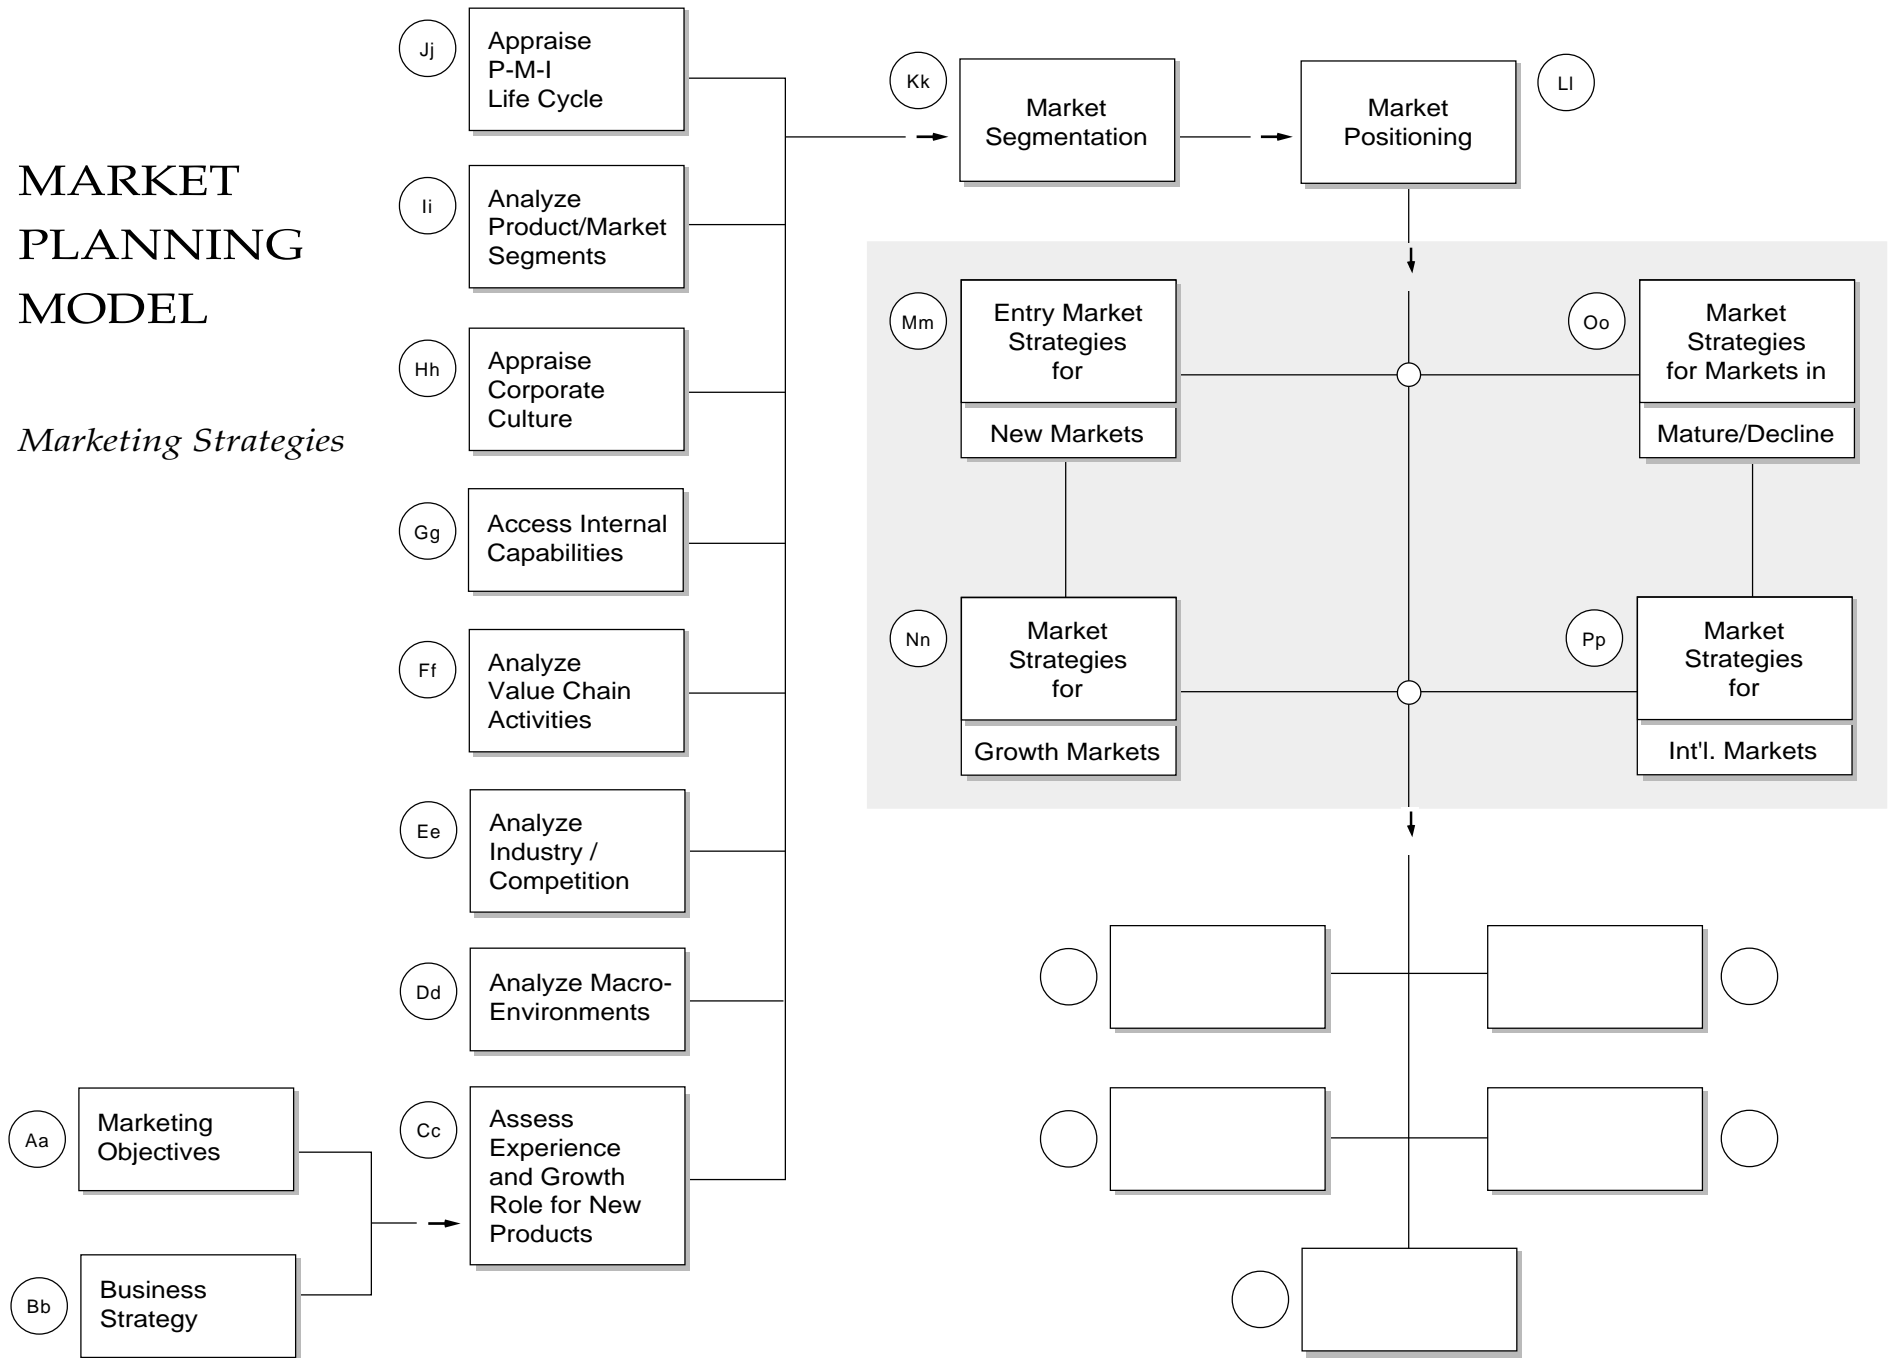 MARKET
PLANNING
MODEL
Marketing Strategies
Jj
Appraise
P-M-I
Life Cycle
Ii
Analyze
Product/Market
Segments
Hh
Appraise
Corporate
Culture
Gg
Access Internal
Capabilities
Ff
Analyze
Value Chain
Activities
Ee
Analyze
Industry /
Competition
Dd
Analyze Macro-
Environments
Cc
Assess
Experience
and Growth
Role for New
Products
Aa
Marketing
Objectives
Bb
Business
Strategy
Kk
Market
Segmentation
Market
Positioning
Ll
Mm
Entry Market
Strategies
for
New Markets
Oo
Market
Strategies
for Markets in
Mature/Decline
Nn
Market
Strategies
for
Growth Markets
Pp
Market
Strategies
for
Int'l. Markets